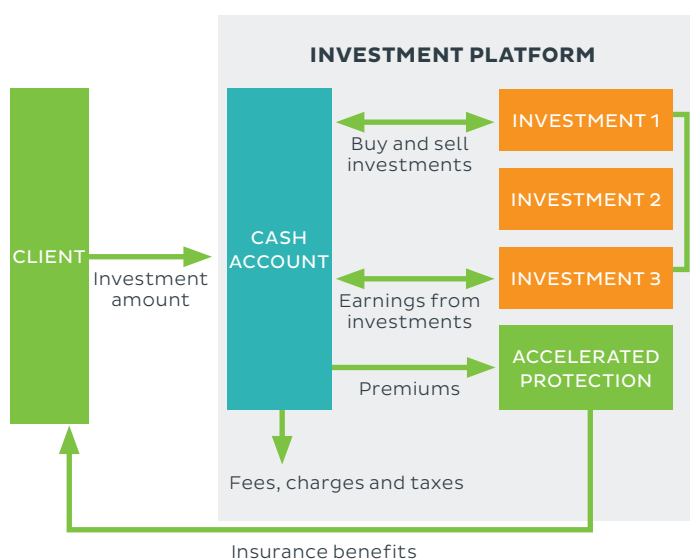 INVESTMENT PLATFORM
CLIENT
Investment
amount
CASH
ACCOUNT
Buy and sell
investments
Earnings from
investments
Premiums
INVESTMENT 1
INVESTMENT 2
INVESTMENT 3
ACCELERATED
PROTECTION
Fees, charges and taxes
Insurance benefits